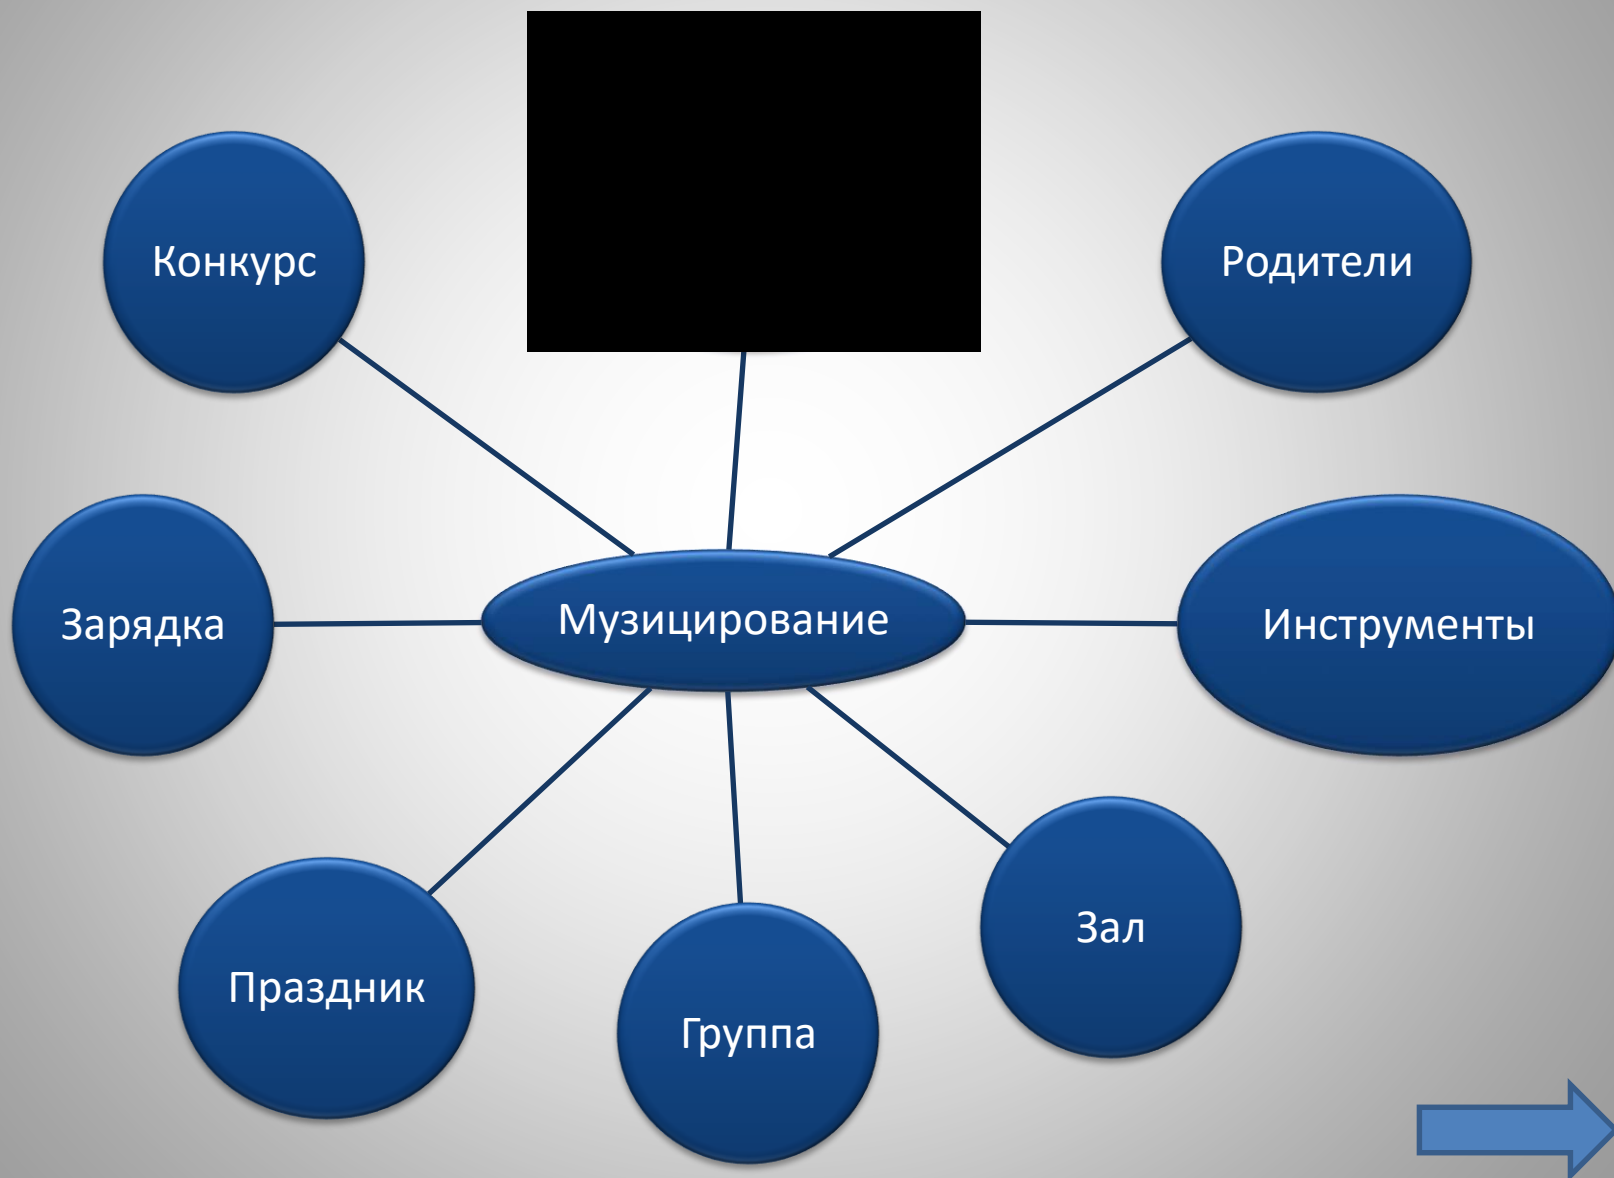 Конкурс
Родители
Зарядка
Музицирование
Инструменты
Праздник
Группа
Зал